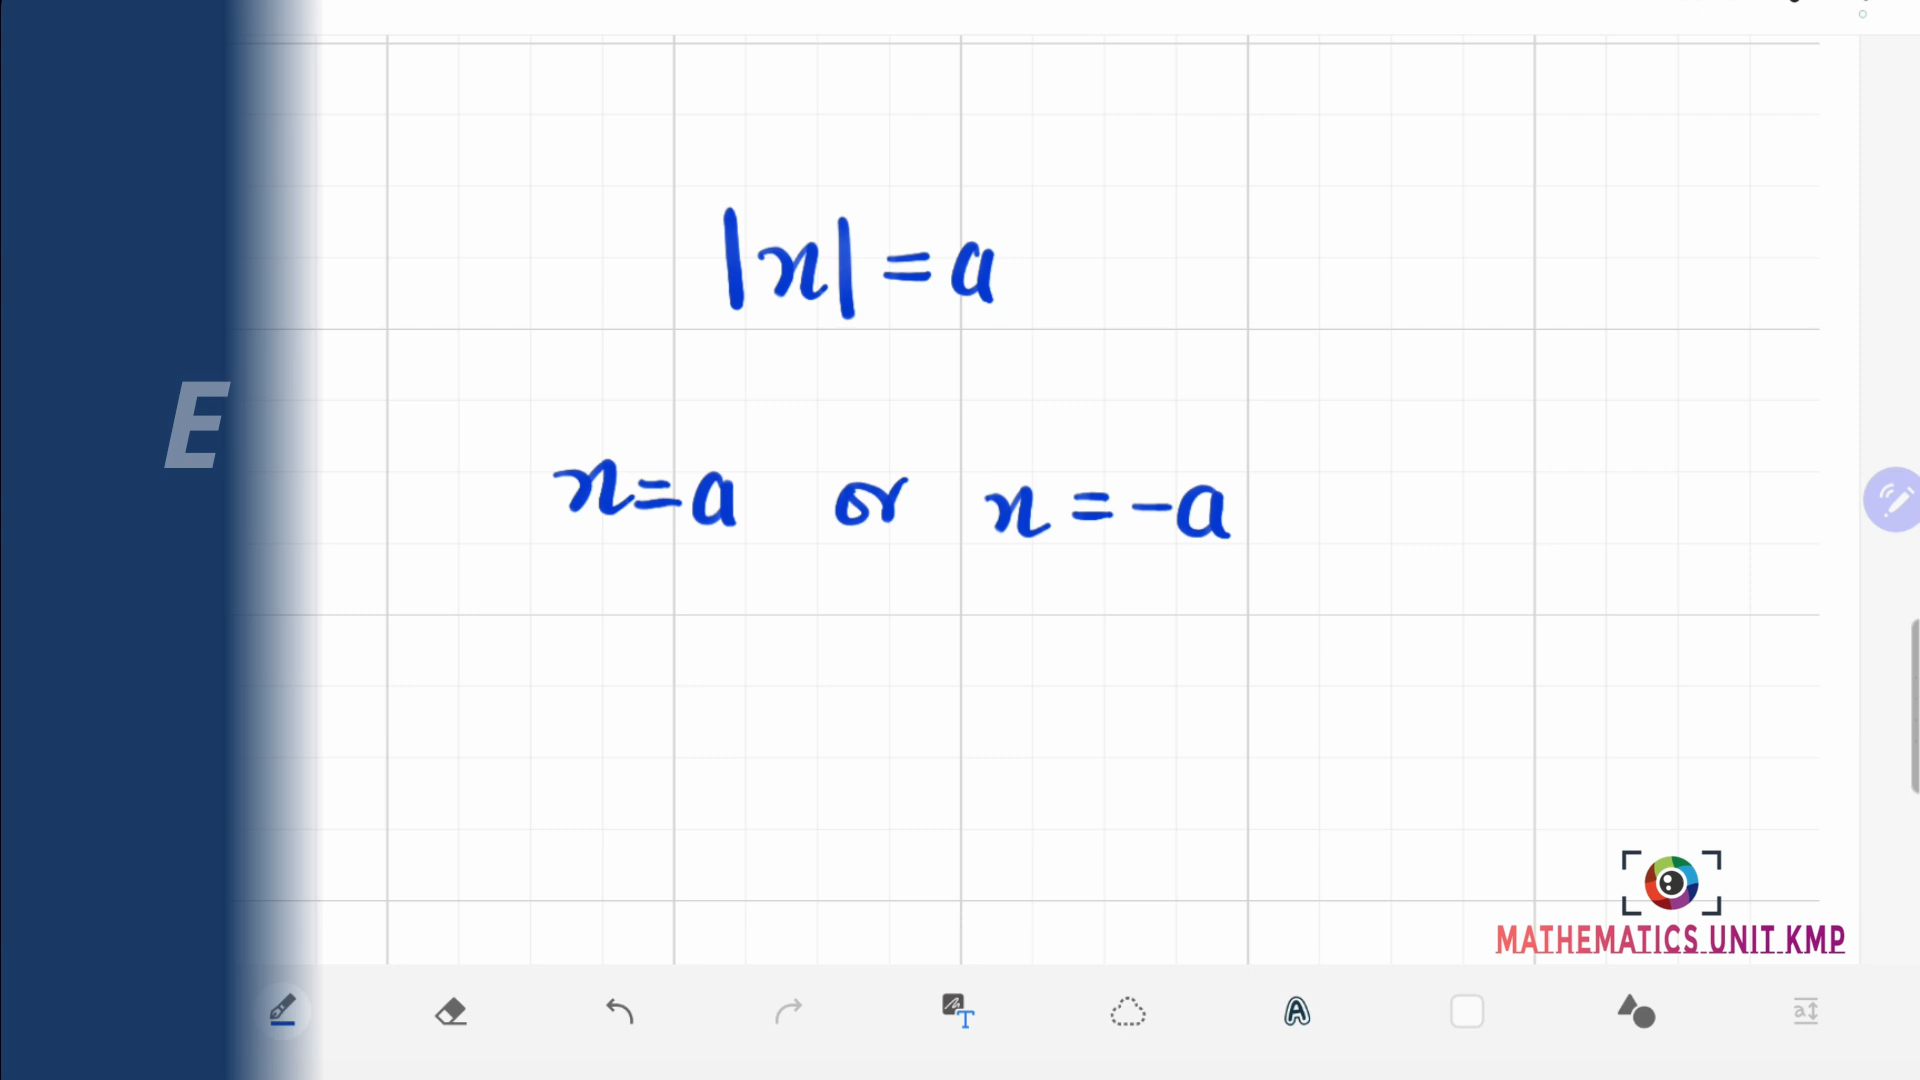 |x| = a
E
x = a or x = -a
MATHEMATICS UNIT KMP